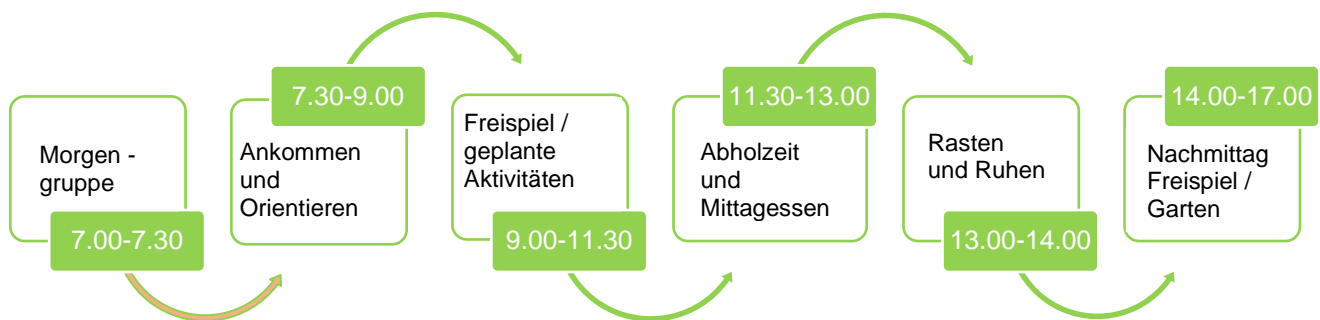 Morgen -
gruppe
7.00-7.30
7.30-9.00
Ankommen
und
Orientieren
Freispiel /
geplante
Aktivitäten
9.00-11.30
11.30-13.00
Abholzeit
und
Mittagessen
Rasten
und Ruhen
13.00-14.00
14.00-17.00
Nachmittag
Freispiel /
Garten